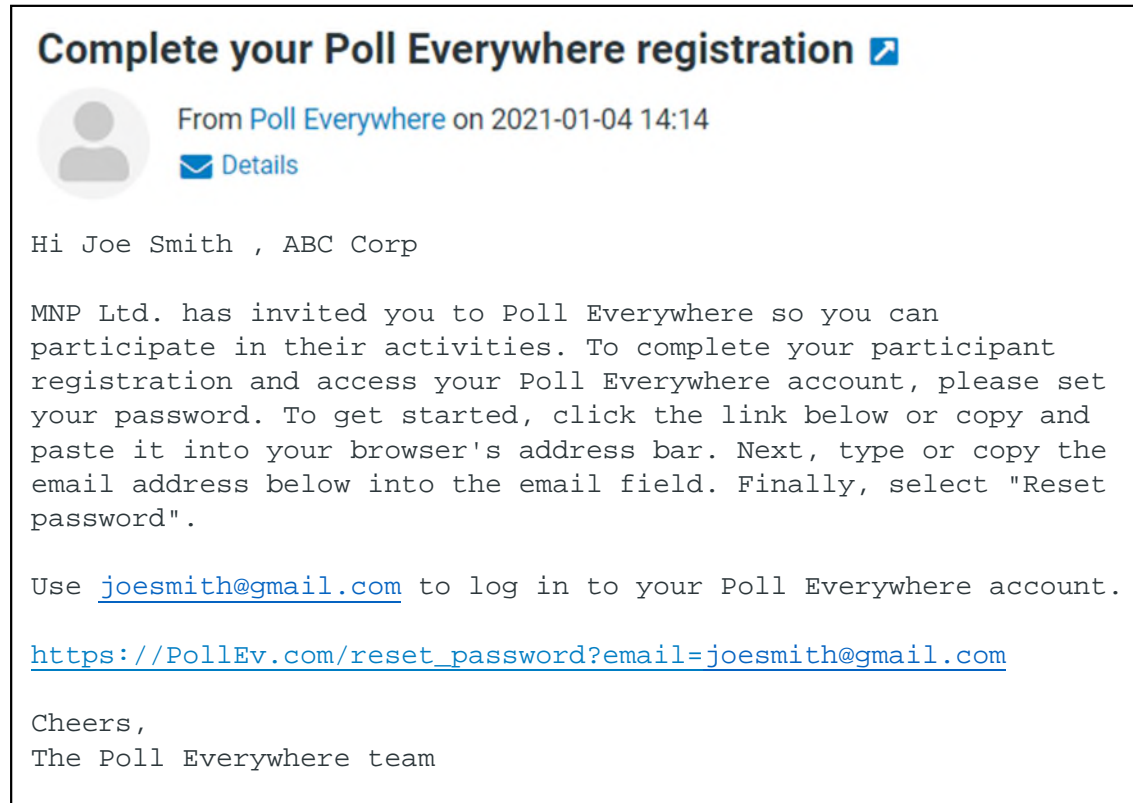 Complete your Poll Everywhere registration
From Poll Everywhere on 2021-01-04 14:14
Details
Hi Joe Smith , ABC Corp
MNP Ltd. has invited you to Poll Everywhere so you can
participate in their activities. To complete your participant
registration and access your Poll Everywhere account, please set
your password. To get started, click the link below or copy and
paste it into your browser's address bar. Next, type or copy the
email address below into the email field. Finally, select "Reset
password".
Use joesmith@gmail.com to log in to your Poll Everywhere account.
https://PollEv.com/reset_password?email=joesmith@gmail.com
Cheers,
The Poll Everywhere team